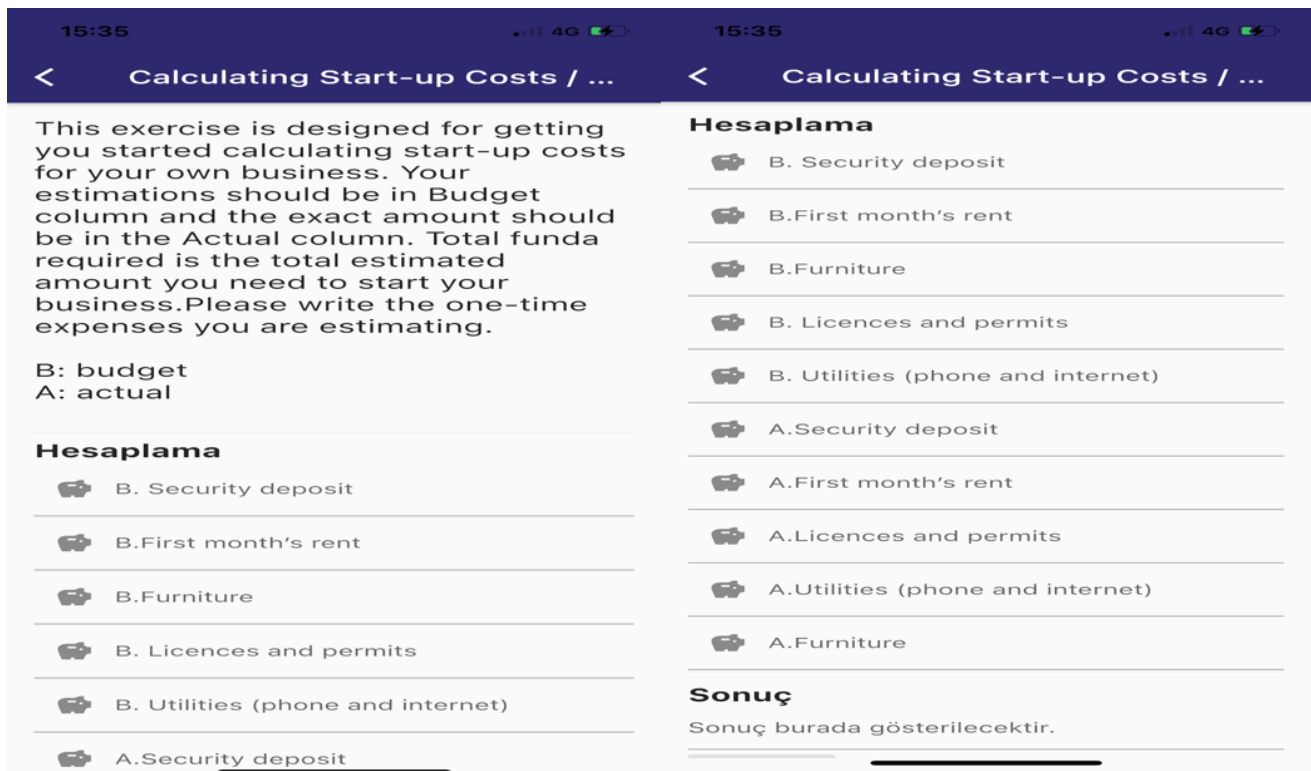 15:35
4G
Calculating Start-up Costs / ...
This exercise is designed for getting
you started calculating start-up costs
for your own business. Your
estimations should be in Budget
column and the exact amount should
be in the Actual column. Total funda
required is the total estimated
amount you need to start your
business.Please write the one-time
expenses you are estimating.
B: budget
A: actual
Hesaplama
B. Security deposit
B.First month's rent
B.Furniture
B. Licences and permits
B. Utilities (phone and internet)
A.Security deposit
15:35
4G
Calculating Start-up Costs / ...
Hesaplama
B. Security deposit
B.First month's rent
B.Furniture
B. Licences and permits
B. Utilities (phone and internet)
A.Security deposit
A.First month's rent
A.Licences and permits
A.Utilities (phone and internet)
A.Furniture
Sonuç
Sonuç burada gösterilecektir.